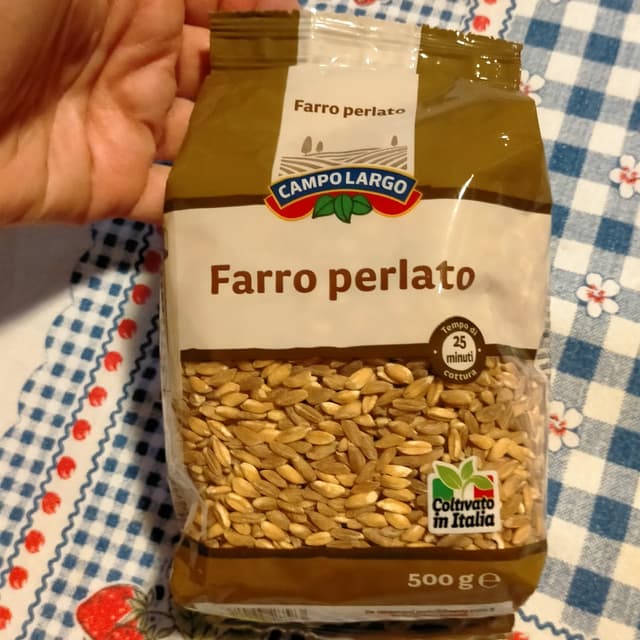 Farro perlato
CAMPO LARGO
Farro perlato
Tempo di
25
minuti
cottura
Coltivato
in Italia
500 g e